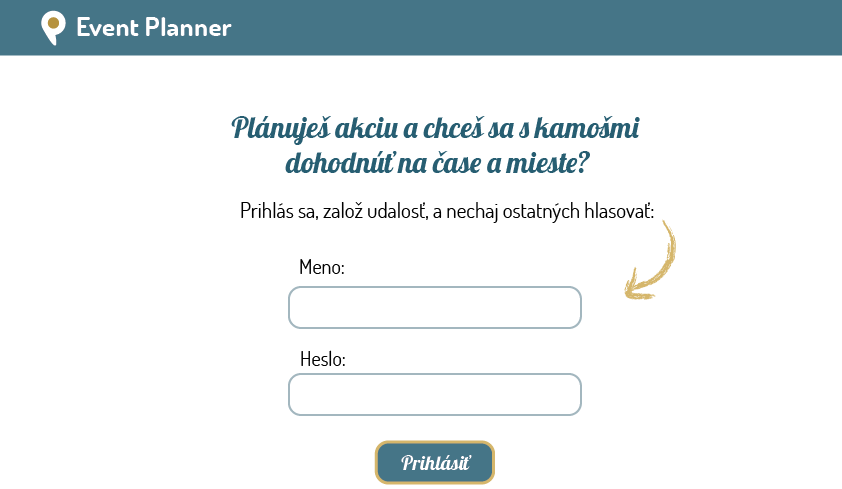 Event Planner
Plánuješ akciu a chceš sa s kamošmi
dohodnúť na čase a mieste?
Prihlás sa, založ udalosť, a nechaj ostatných hlasovať:
Meno:
Heslo:
Prihlásiť